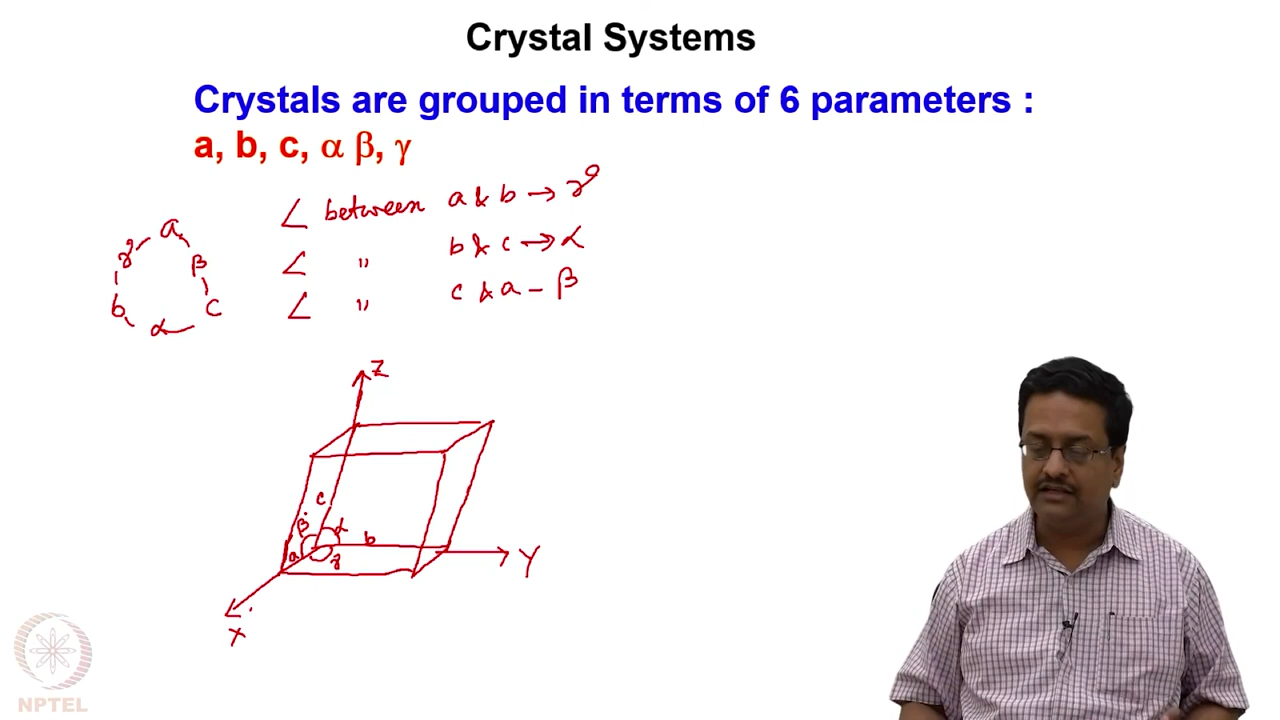 Crystal Systems
Crystals are grouped in terms of 6 parameters :
a, b, c, α β, γ
∠ between a & b → γ
∠ " b & c → α
∠ " c & a – β
a
γ β
b c
α
Z
c
β α
a b
γ
Y
X
NPTEL